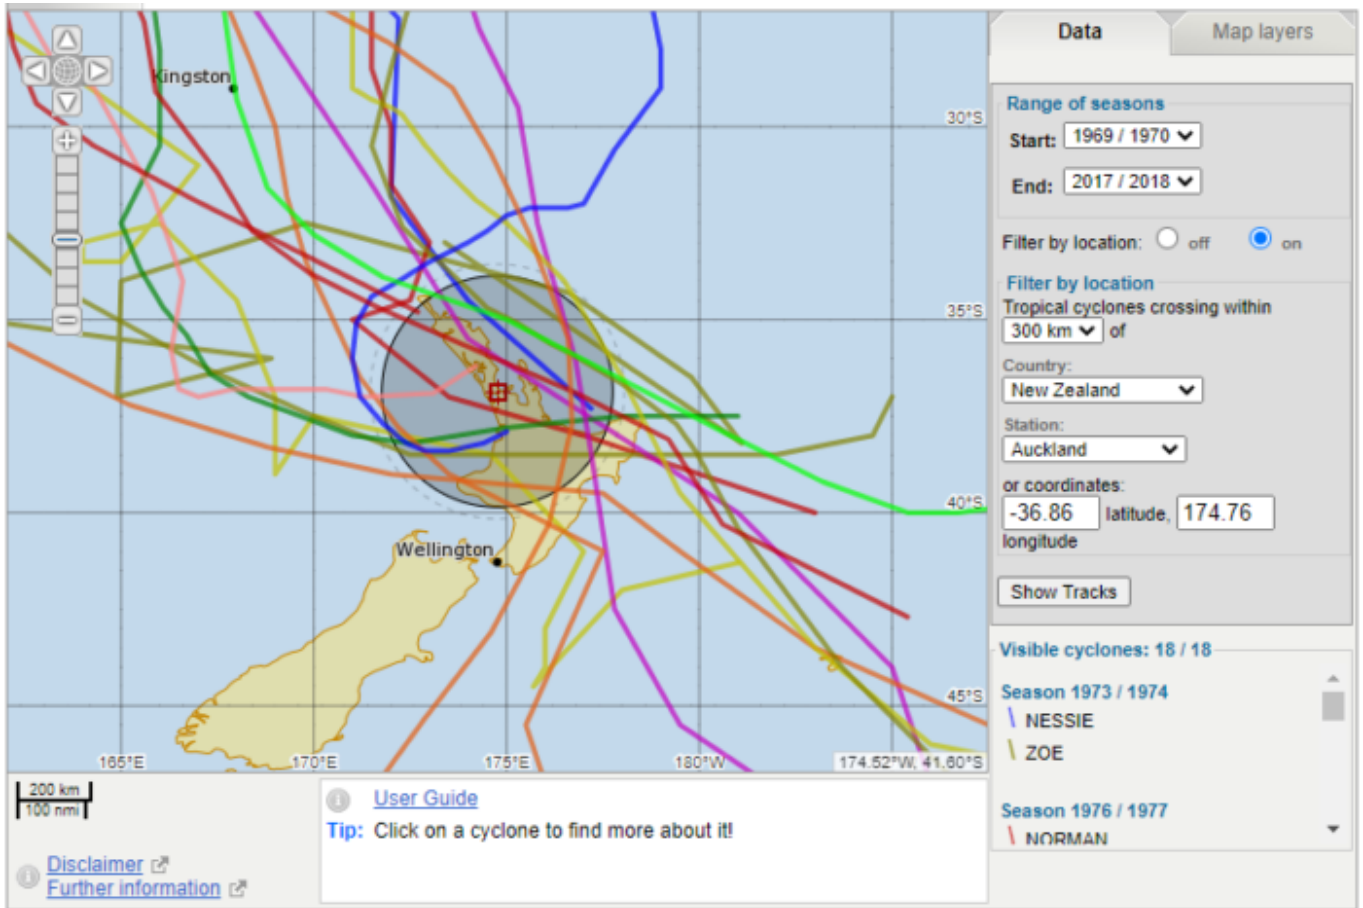 Kingston
30°S
35°S
40°S
Wellington
45°S
165°E
170°E
175°E
180°W
174.52°W, 41.60°S
200 km
100 nmi
Disclaimer
Further information
User Guide
Tip: Click on a cyclone to find more about it!
Data
Map layers
Range of seasons
Start: 1969 / 1970
End: 2017 / 2018
Filter by location: off on
Filter by location
Tropical cyclones crossing within
300 km of
Country:
New Zealand
Station:
Auckland
or coordinates:
-36.86 latitude, 174.76
longitude
Show Tracks
Visible cyclones: 18 / 18
Season 1973 / 1974
NESSIE
ZOE
Season 1976 / 1977
NORMAN